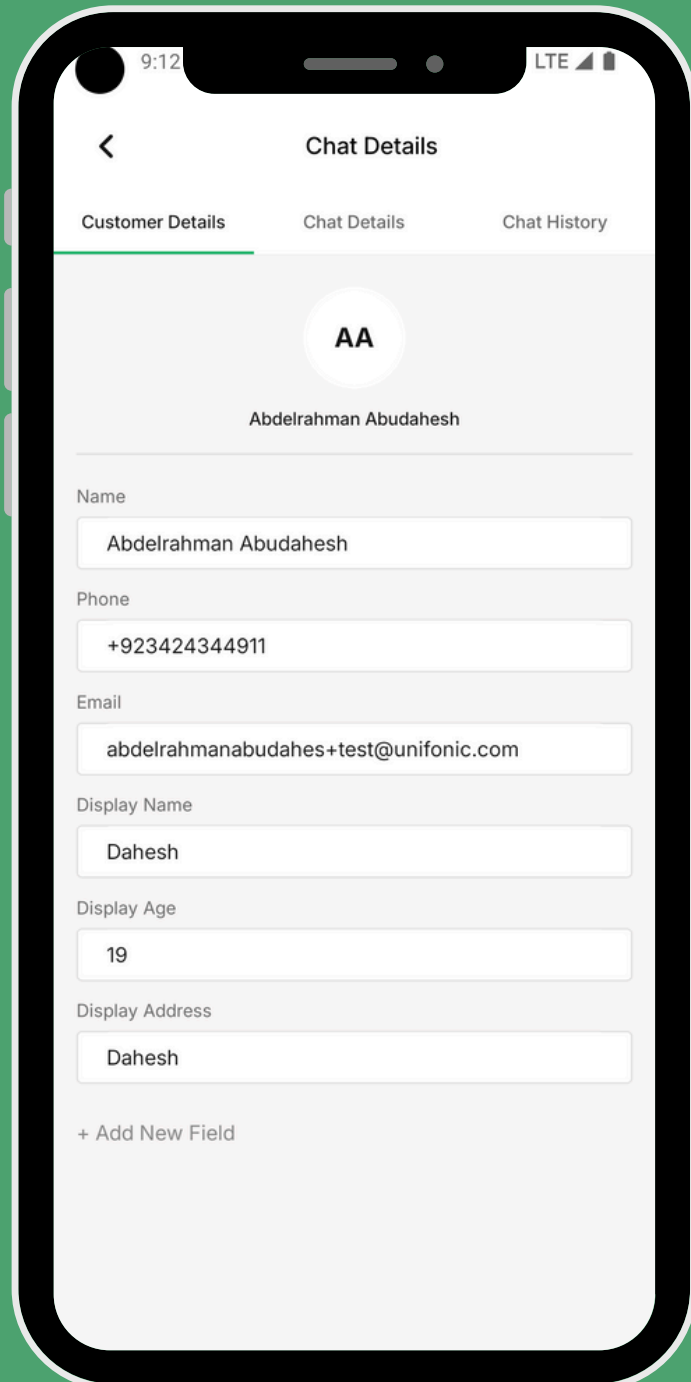 9:12 LTE
Chat Details
Customer Details Chat Details Chat History
AA
Abdelrahman Abudahesh
Name
Abdelrahman Abudahesh
Phone
+923424344911
Email
abdelrahmanabudahes+test@unifonic.com
Display Name
Dahesh
Display Age
19
Display Address
Dahesh
+ Add New Field